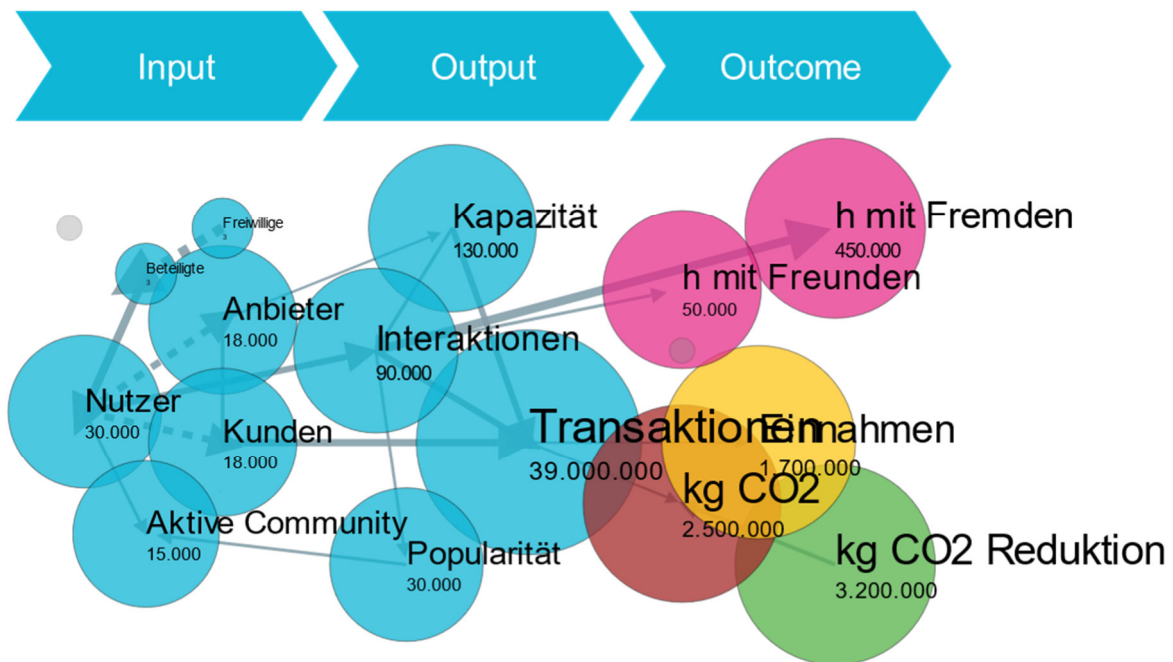 Input
Output
Outcome
Freiwillige
3
Beteiligte
3
Anbieter
18.000
Nutzer
30.000
Kunden
18.000
Aktive Community
15.000
Kapazität
130.000
Interaktionen
90.000
Transaktionen
39.000.000
Popularität
30.000
h mit Fremden
450.000
h mit Freunden
50.000
Einnahmen
1.700.000
kg CO2
2.500.000
kg CO2 Reduktion
3.200.000